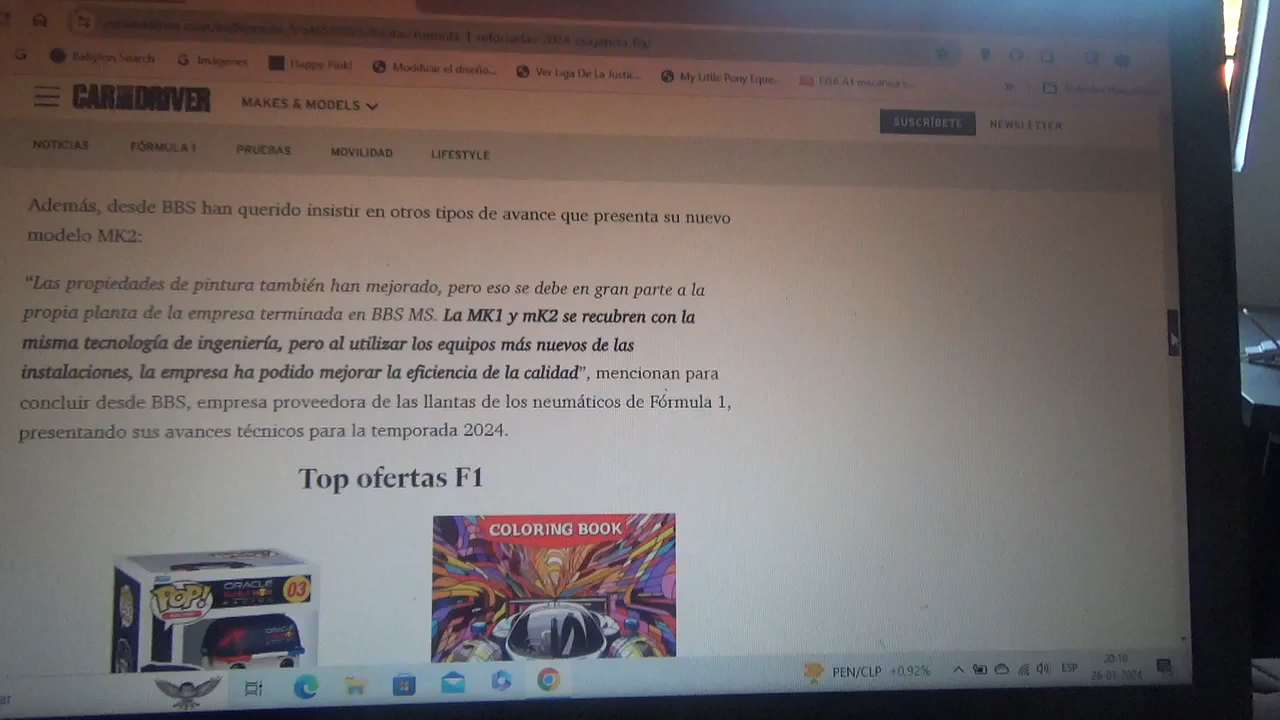 Babylon Search
Imágenes
Happy Pink!
Modificar el diseño...
Ver Liga De La Justic...
My Little Pony Eque...
FÍSICA1 mecánica
CAR AND DRIVER
MAKES & MODELS
SUSCRÍBETE
NEWSLETTER
NOTICIAS
FÓRMULA 1
PRUEBAS
MOVILIDAD
LIFESTYLE
Además, desde BBS han querido insistir en otros tipos de avance que presenta su nuevo
modelo MK2:
“Las propiedades de pintura también han mejorado, pero eso se debe en gran parte a la
propia planta de la empresa terminada en BBS MS. La MK1 y mK2 se recubren con la
misma tecnología de ingeniería, pero al utilizar los equipos más nuevos de las
instalaciones, la empresa ha podido mejorar la eficiencia de la calidad”, mencionan para
concluir desde BBS, empresa proveedora de las llantas de los neumáticos de Fórmula 1,
presentando sus avances técnicos para la temporada 2024.
Top ofertas F1
POP!
ORACLE
Red Bull
03
COLORING BOOK
PEN/CLP +0,92%
ESP
20:10
26-01-2024